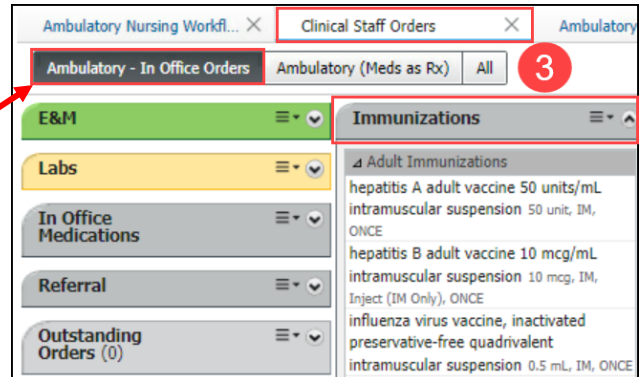 Ambulatory Nursing Workfl... ×
Clinical Staff Orders ×
Ambulatory
Ambulatory - In Office Orders
Ambulatory (Meds as Rx)
All
3
E&M
Labs
In Office
Medications
Referral
Outstanding
Orders (0)
Immunizations
Adult Immunizations
hepatitis A adult vaccine 50 units/mL
intramuscular suspension 50 unit, IM,
ONCE
hepatitis B adult vaccine 10 mcg/mL
intramuscular suspension 10 mcg, IM,
Inject (IM Only), ONCE
influenza virus vaccine, inactivated
preservative-free quadrivalent
intramuscular suspension 0.5 mL, IM, ONCE